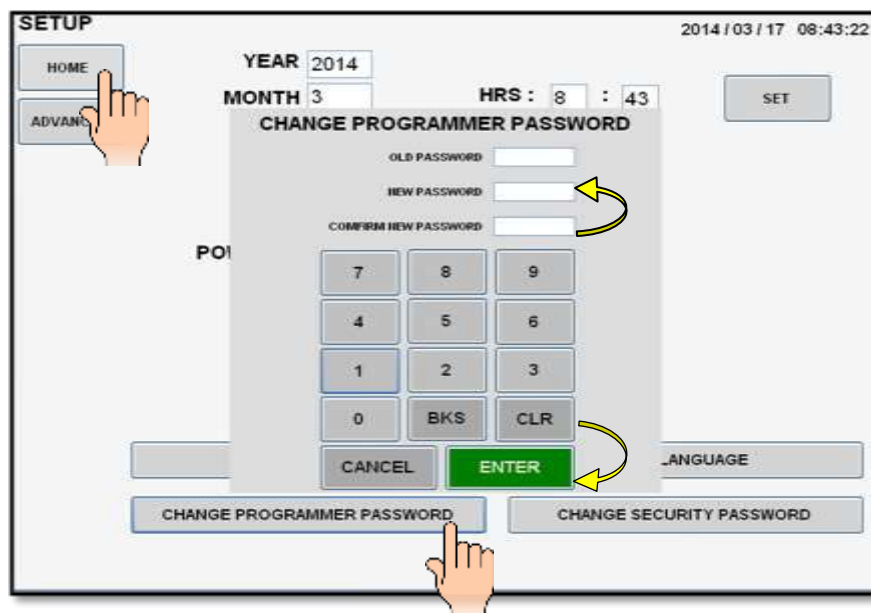 SETUP
2014 / 03 / 17 08:43:22
HOME
YEAR 2014
MONTH 3 HRS : 8 : 43
SET
ADVANC
CHANGE PROGRAMMER PASSWORD
OLD PASSWORD
NEW PASSWORD
COMFIRM NEW PASSWORD
PO
7 8 9
4 5 6
1 2 3
0 BKS CLR
CANCEL ENTER
LANGUAGE
CHANGE PROGRAMMER PASSWORD
CHANGE SECURITY PASSWORD